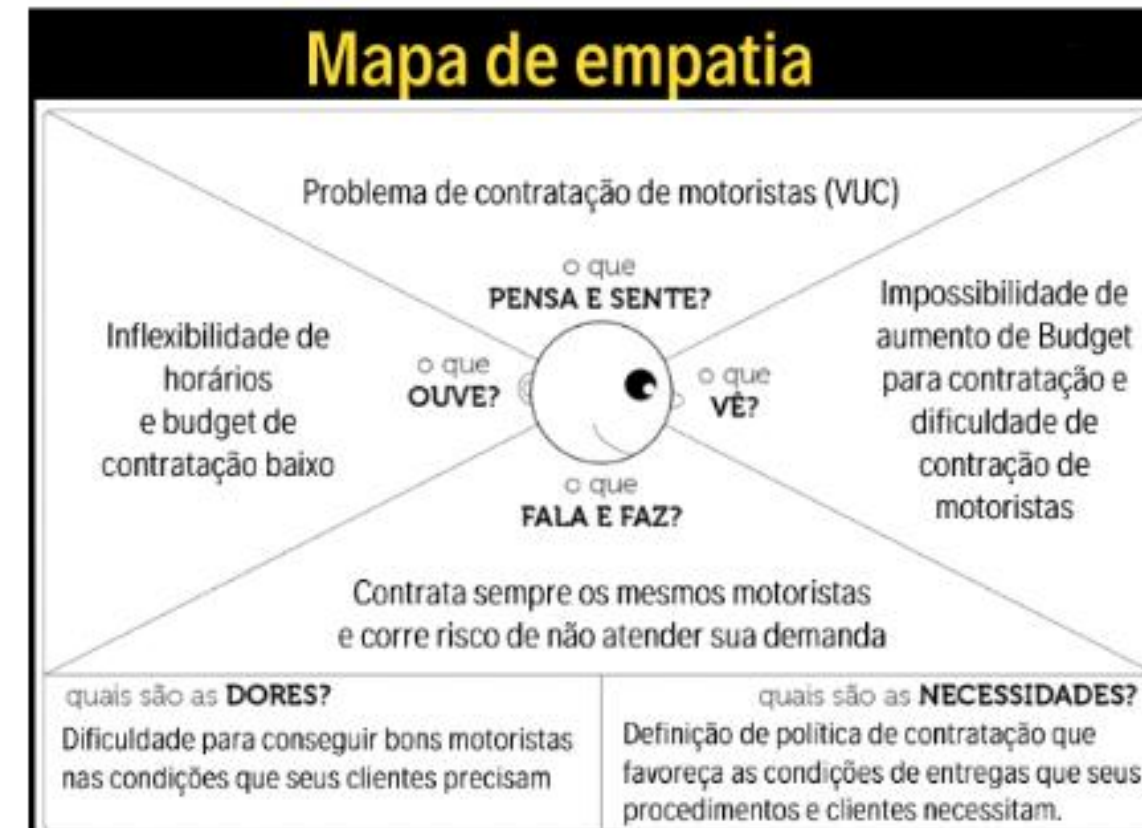 Mapa de empatia
Problema de contratação de motoristas (VUC)
o que
PENSA E SENTE?
Inflexibilidade de
horários
e budget de
contratação baixo
o que
OUVE?
o que
VÊ?
Impossibilidade de
aumento de Budget
para contratação e
dificuldade de
contração de
motoristas
o que
FALA E FAZ?
Contrata sempre os mesmos motoristas
e corre risco de não atender sua demanda
quais são as DORES?
Dificuldade para conseguir bons motoristas
nas condições que seus clientes precisam
quais são as NECESSIDADES?
Definição de política de contratação que
favoreça as condições de entregas que seus
procedimentos e clientes necessitam.